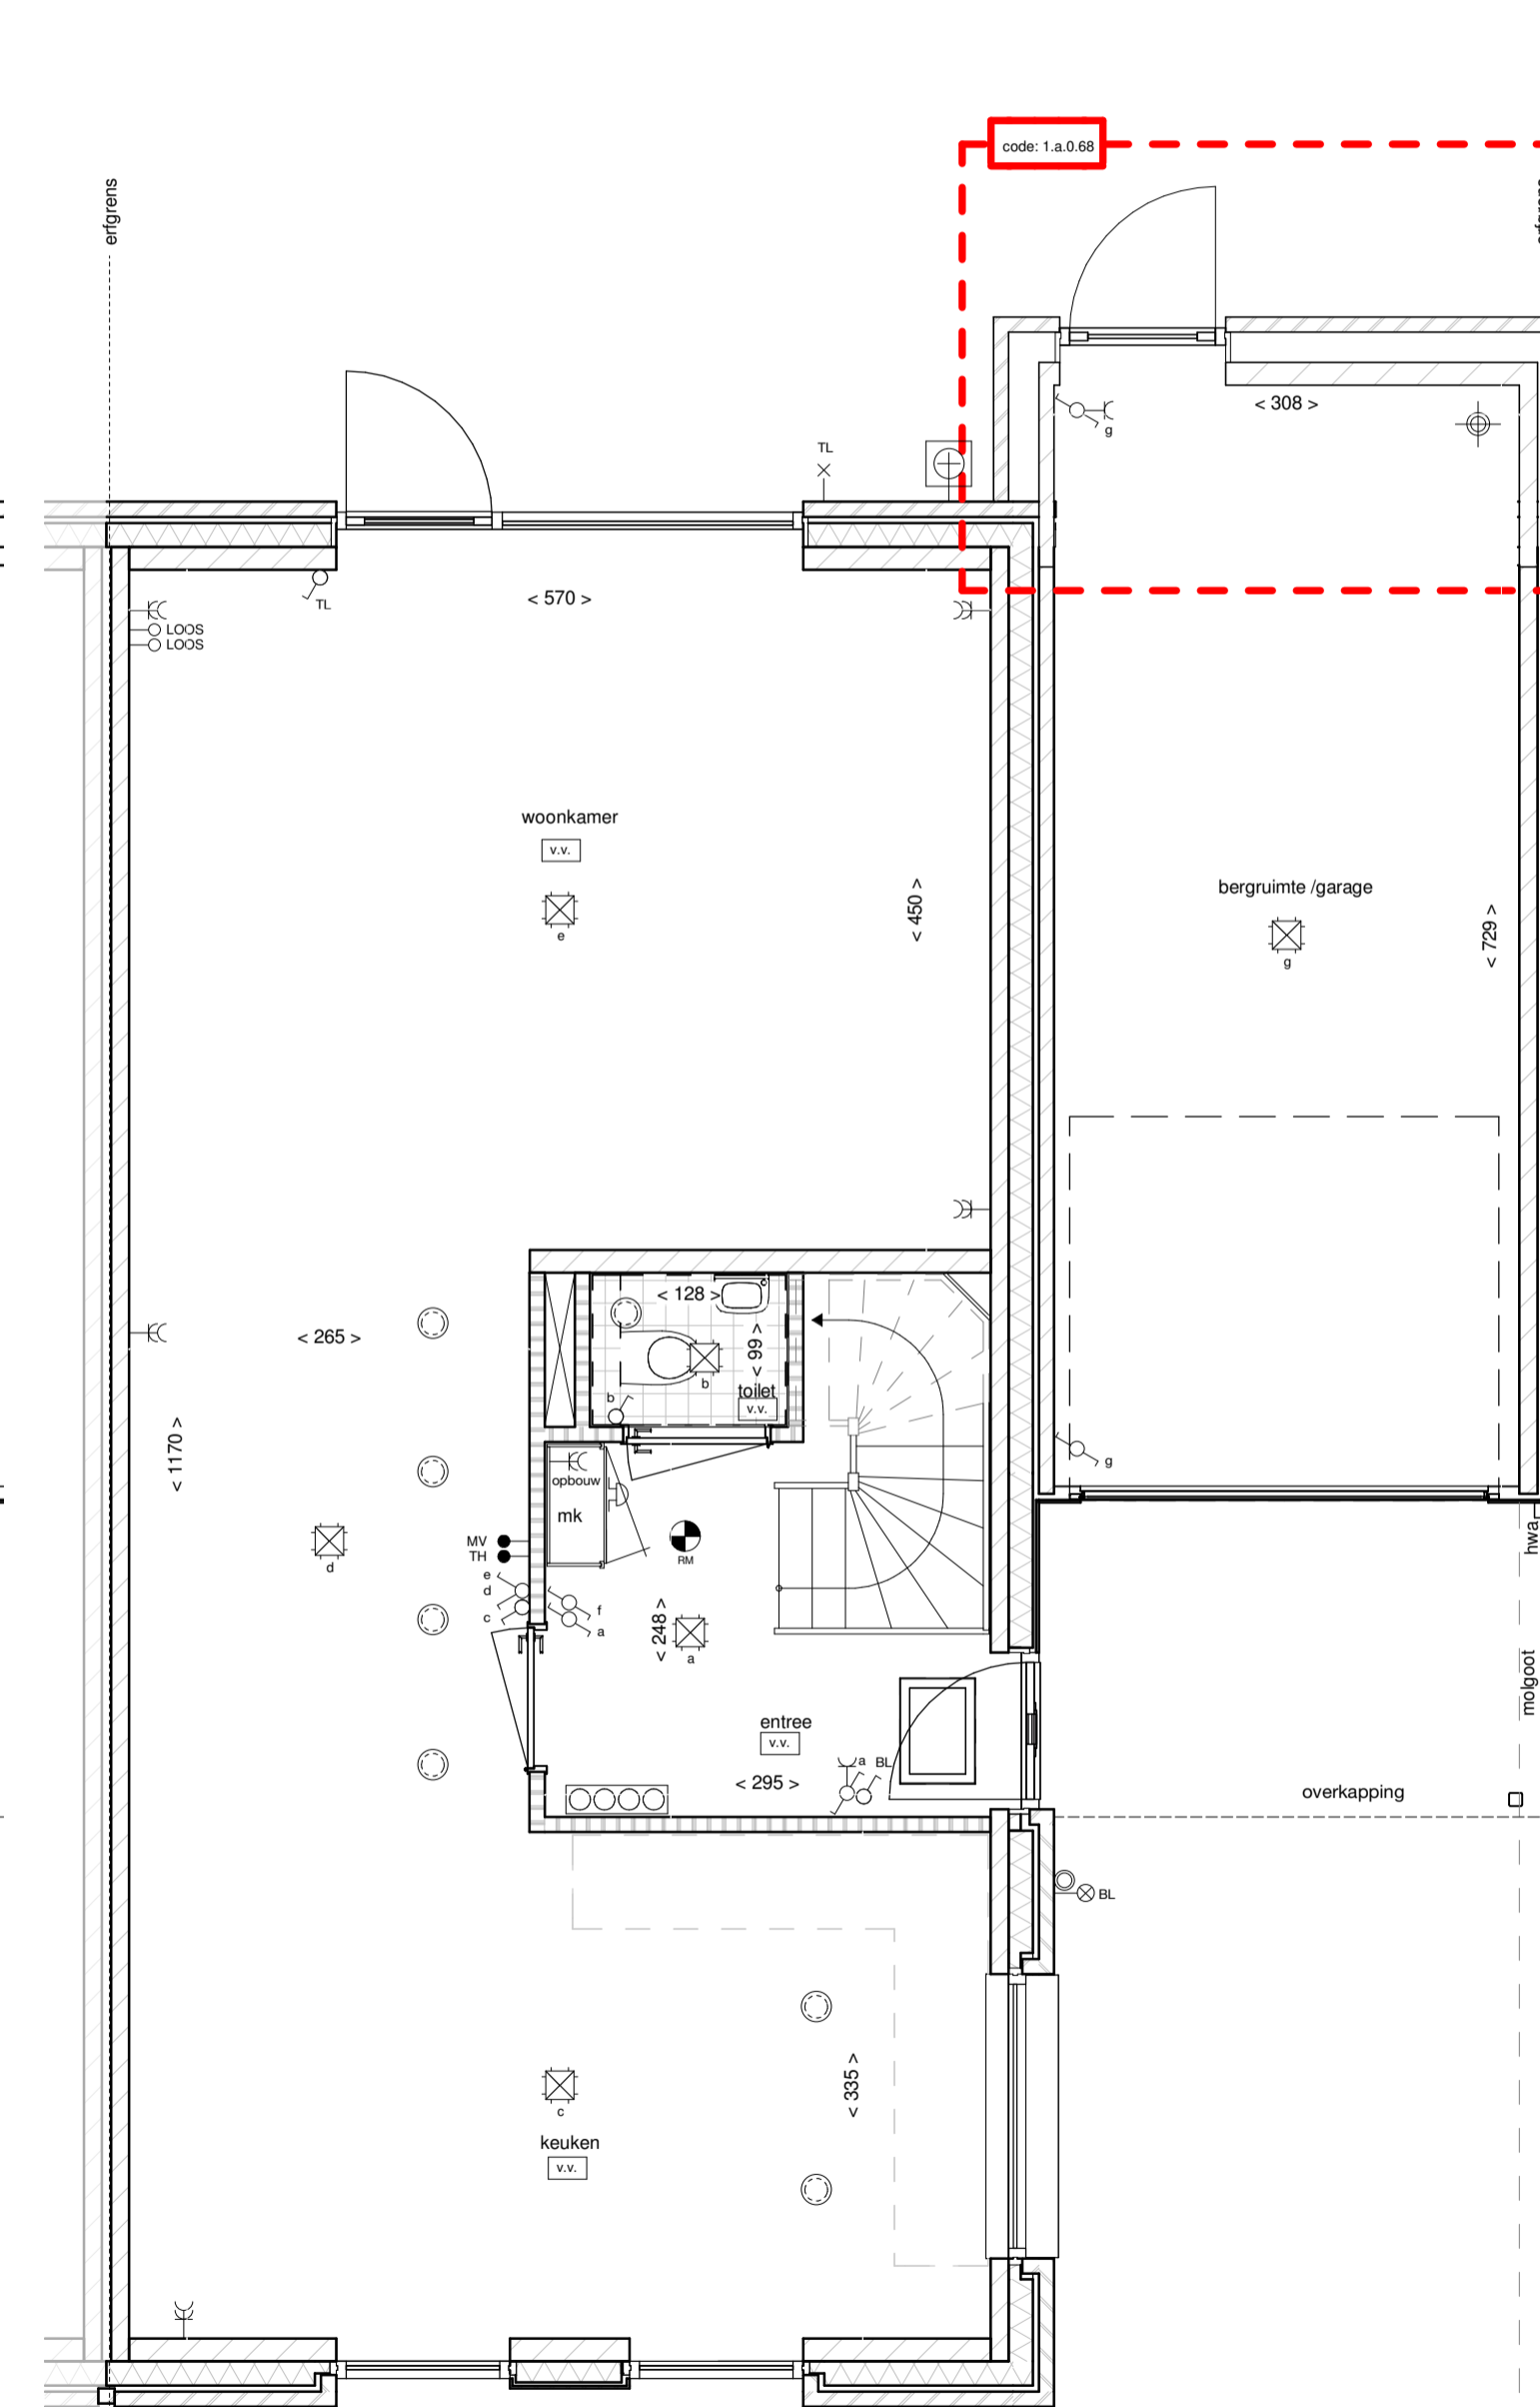 code: 1.a.0.68
erfgrens
erfgrens
< 308 >
g
TL
TL
< 570 >
LOOS
LOOS
woonkamer
v.v.
e
< 450 >
bergruimte /garage
g
< 729 >
< 128 >
< 99 >
b
b
toilet
v.v.
< 265 >
< 1170 >
g
opbouw
mk
MV
TH
RM
d
e
d
c
f
a
< 248 >
a
hwa
molgoot
entree
v.v.
< 295 >
a
BL
overkapping
BL
< 335 >
c
keuken
v.v.